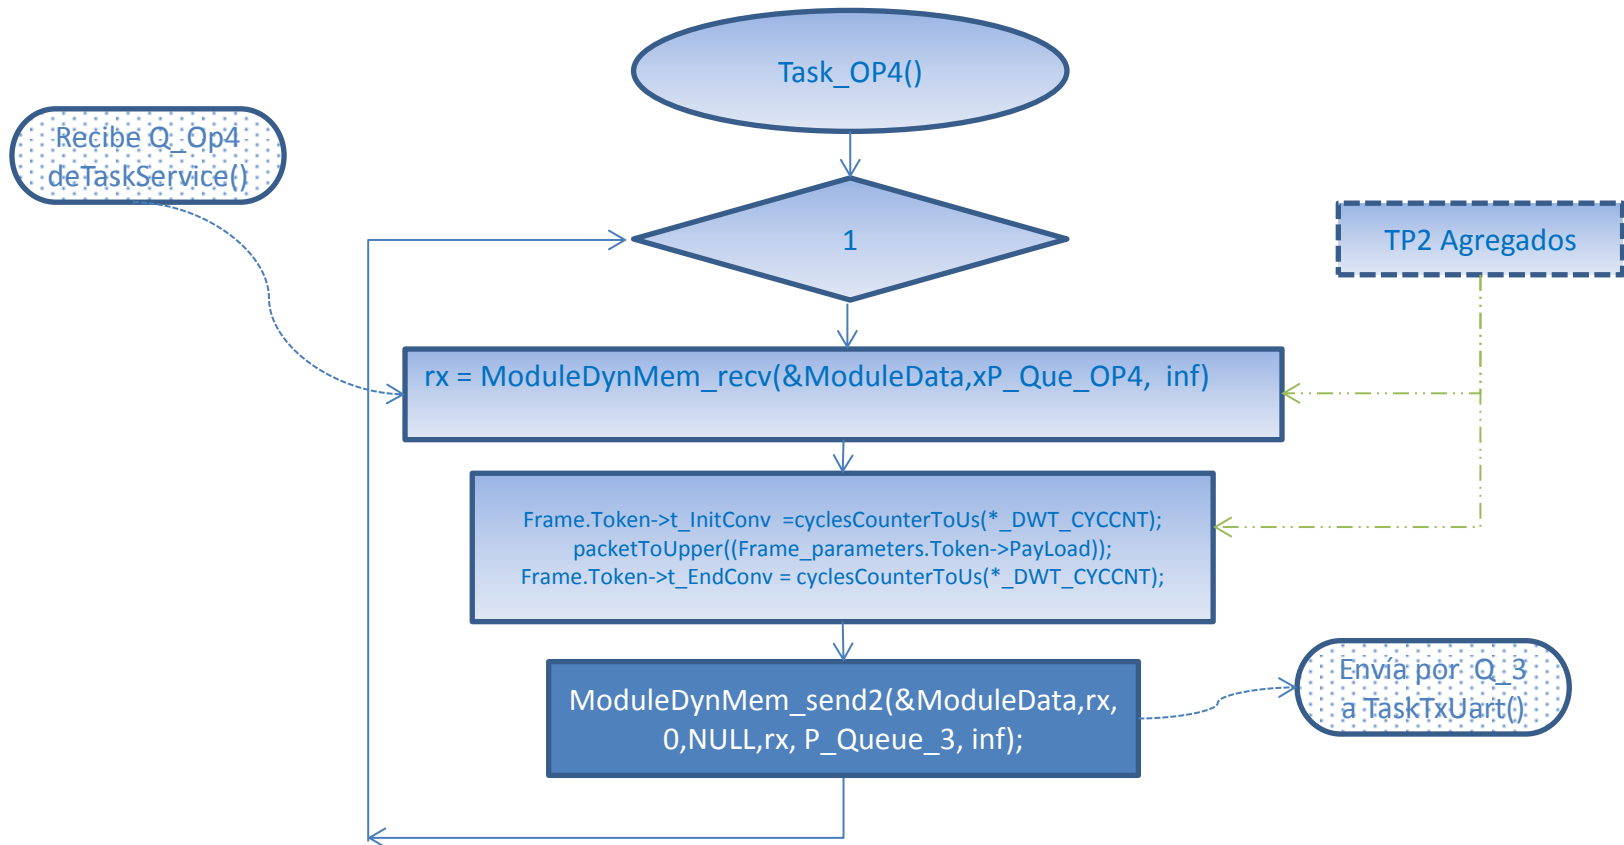 Task_OP4()
Recibe Q_Op4
deTaskService()
1
TP2 Agregados
rx = ModuleDynMem_recv(&ModuleData,xP_Que_OP4,  inf)
Frame.Token->t_InitConv  =cyclesCounterToUs(*_DWT_CYCCNT);
packetToUpper((Frame_parameters.Token->PayLoad));
Frame.Token->t_EndConv = cyclesCounterToUs(*_DWT_CYCCNT);
ModuleDynMem_send2(&ModuleData,rx,
0,NULL,rx, P_Queue_3, inf);
Envía por  Q_3
a TaskTxUart()